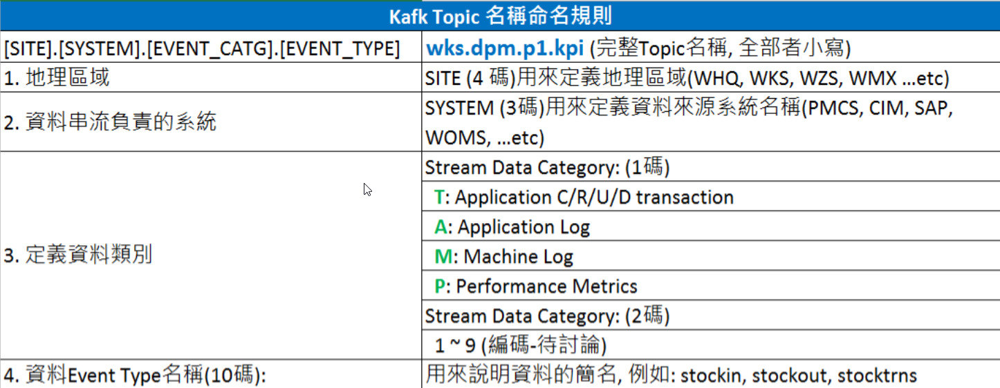 Kafk Topic 名稱命名規則
[SITE].[SYSTEM].[EVENT_CATG].[EVENT_TYPE]
wks.dpm.p1.kpi (完整Topic名稱, 全部者小寫)
1. 地理區域
SITE (4 碼)用來定義地理區域(WHQ, WKS, WZS, WMX ...etc)
2. 資料串流負責的系統
SYSTEM (3碼)用來定義資料來源系統名稱(PMCS, CIM, SAP,
WOMS, ...etc)
3. 定義資料類別
Stream Data Category: (1碼)
T: Application C/R/U/D transaction
A: Application Log
M: Machine Log
P: Performance Metrics
Stream Data Category: (2碼)
1 ~ 9 (編碼-待討論)
4. 資料Event Type名稱(10碼):
用來說明資料的簡名, 例如: stockin, stockout, stocktrns